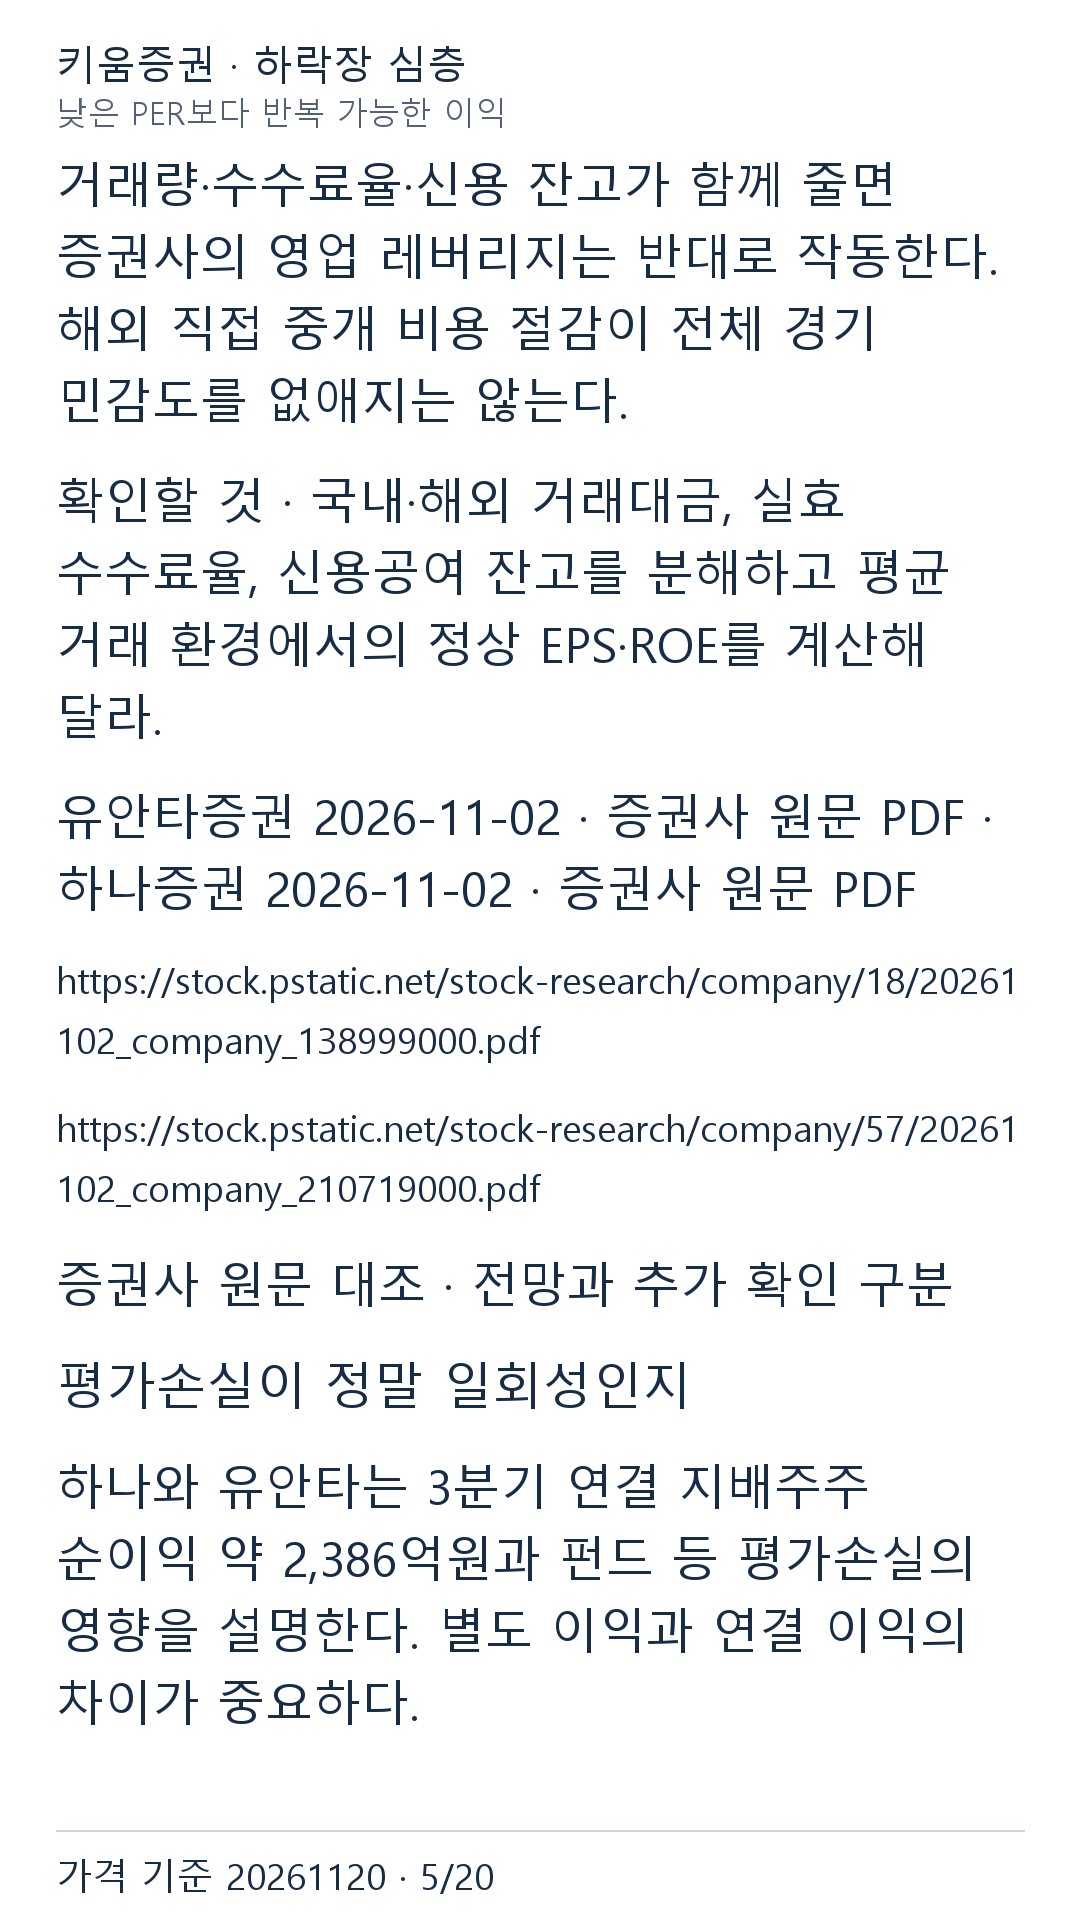 키움증권 · 하락장 심층
낮은 PER보다 반복 가능한 이익
거래량·수수료율·신용 잔고가 함께 줄면
증권사의 영업 레버리지는 반대로 작동한다.
해외 직접 중개 비용 절감이 전체 경기
민감도를 없애지는 않는다.
확인할 것 · 국내·해외 거래대금, 실효
수수료율, 신용공여 잔고를 분해하고 평균
거래 환경에서의 정상 EPS·ROE를 계산해
달라.
유안타증권 2026-11-02 · 증권사 원문 PDF ·
하나증권 2026-11-02 · 증권사 원문 PDF
https://stock.pstatic.net/stock-research/company/18/20261
102_company_138999000.pdf
https://stock.pstatic.net/stock-research/company/57/20261
102_company_210719000.pdf
증권사 원문 대조 · 전망과 추가 확인 구분
평가손실이 정말 일회성인지
하나와 유안타는 3분기 연결 지배주주
순이익 약 2,386억원과 펀드 등 평가손실의
영향을 설명한다. 별도 이익과 연결 이익의
차이가 중요하다.
가격 기준 20261120 · 5/20